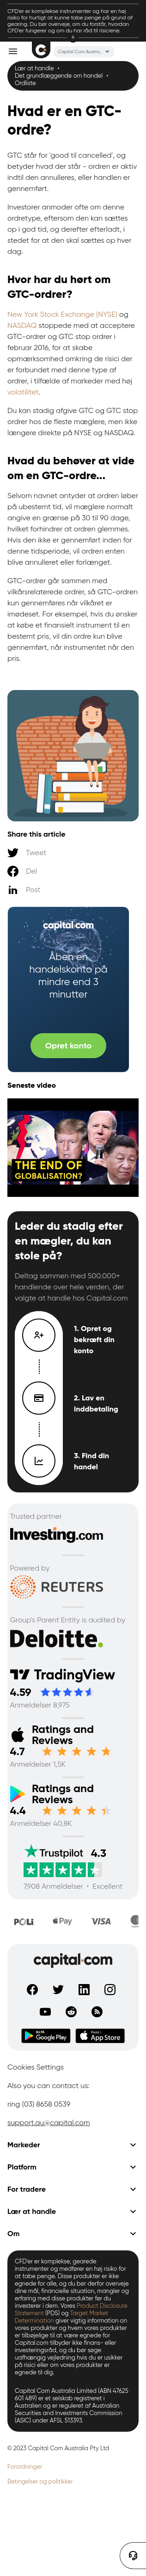 CFD'er er komplekse instrumenter og har en høj
risiko for hurtigt at kunne tabe penge på grund af
gearing. Du bør overveje, om du forstår, hvordan
CFD'er fungerer og om du har råd til risiciene.
X
Capital Com Austra...
Lær at handle •
Det grundlæggende om handel •
Ordliste
Hvad er en GTC-
ordre?
GTC står for 'good til cancelled', og
betyder hvad du står - ordren er aktiv
indtil den annulleres, eller handlen er
gennemført.
Investorer anmoder ofte om denne
ordretype, eftersom den kan sættes
op i god tid, og derefter efterladt, i
stedet for at den skal sættes op hver
dag.
Hvor har du hørt om
GTC-ordrer?
New York Stock Exchange (NYSE) og
NASDAQ stoppede med at acceptere
GTC-ordrer og GTC stop ordrer i
februar 2016, for at skabe
opmærksomhed omkring de risici der
er forbundet med denne type af
ordrer, i tilfælde af markeder med høj
volatilitet.
Du kan stadig afgive GTC og GTC stop
ordrer hos de fleste mæglere, men ikke
længere direkte på NYSE og NASDAQ.
Hvad du behøver at vide
om en GTC-ordre...
Selvom navnet antyder at ordren løber
på ubestemt tid, vil mæglere normalt
angive en grænse på 30 til 90 dage,
hvilket medfører at ordren glemmes.
Hvis den ikke er gennemført inden for
denne tidsperiode, vil ordren enten
blive annulleret eller forlænget.
GTC-ordrer går sammen med
vilkårsrelaterede ordrer, så GTC-ordren
kun gennemføres når vilkåret er
imødeset. For eksempel, hvis du ønsker
at købe et finansielt instrument til en
bestemt pris, vil din ordre kun blive
gennemført, når instrumentet når den
pris.
Share this article
Tweet
Del
Post
capital.com
Åben en
handelskonto på
mindre end 3
minutter
Opret konto
Seneste video
THE END OF
GLOBALISATION?
Leder du stadig efter
en mægler, du kan
stole på?
Deltag sammen med 500.000+
handlende over hele verden, der
valgte at handle hos Capital.com
1. Opret og
bekræft din
konto
2. Lav en
inddbetaling
3. Find din
handel
Trusted partner
Investing.com
Powered by
REUTERS
Group's Parent Entity is audited by
Deloitte.
TradingView
4.59
Anmeldelser 8,975
Ratings and
Reviews
4.7
Anmeldelser 1,5K
Ratings and
Reviews
4.4
Anmeldelser 40,8K
Trustpilot 4.3
7,908 Anmeldelser • Excellent
POLi
Pay
VISA
capital.com
Google Play
App Store
Cookies Settings
Also you can contact us:
ring (03) 8658 0539
support.au@capital.com
Markeder
Platform
For tradere
Lær at handle
Om
CFD'er er komplekse, gearede
instrumenter og medfører en høj risiko for
at tabe penge. Disse produkter er ikke
egnede for alle, og du bør derfor overveje
dine mål, finansielle situation, mangler og
erfaring med disse produkter før du
investerer i dem. Vores Product Disclosure
Statement (PDS) og Target Market
Determination giver vigtig information om
vores produkter og hvem vores produkter
er tilpasselige til at være egnede for.
Capital.com tilbyder ikke finans- eller
investeringsråd, og du bør søge
uafhængig vejledning hvis du er usikker
på risici eller om vores produkter er
egnede til dig.
Capital Com Australia Limited (ABN 47625
601 489) er et selskab registreret i
Australien og er reguleret af Australian
Securities and Investments Commission
(ASIC) under AFSL 513393.
© 2023 Capital Com Australia Pty Ltd
Forordninger
Betingelser og politikker